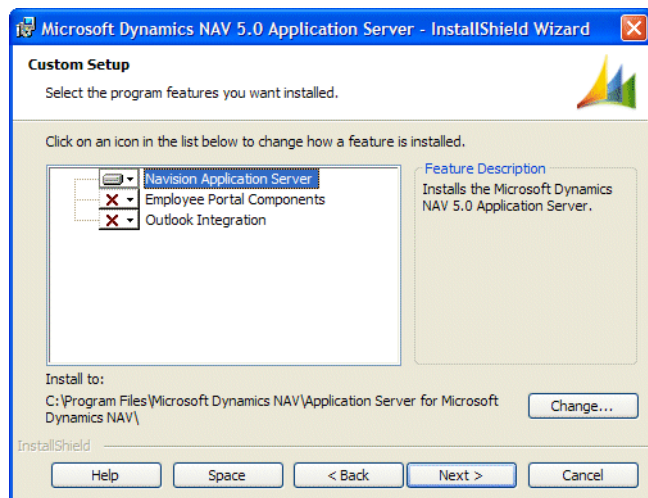 Microsoft Dynamics NAV 5.0 Application Server - InstallShield Wizard
Custom Setup
Select the program features you want installed.
Click on an icon in the list below to change how a feature is installed.
Navision Application Server
Employee Portal Components
Outlook Integration
Feature Description
Installs the Microsoft Dynamics
NAV 5.0 Application Server.
Install to:
C:\Program Files\Microsoft Dynamics NAV\Application Server for Microsoft
Dynamics NAV\
Change...
InstallShield
Help
Space
< Back
Next >
Cancel